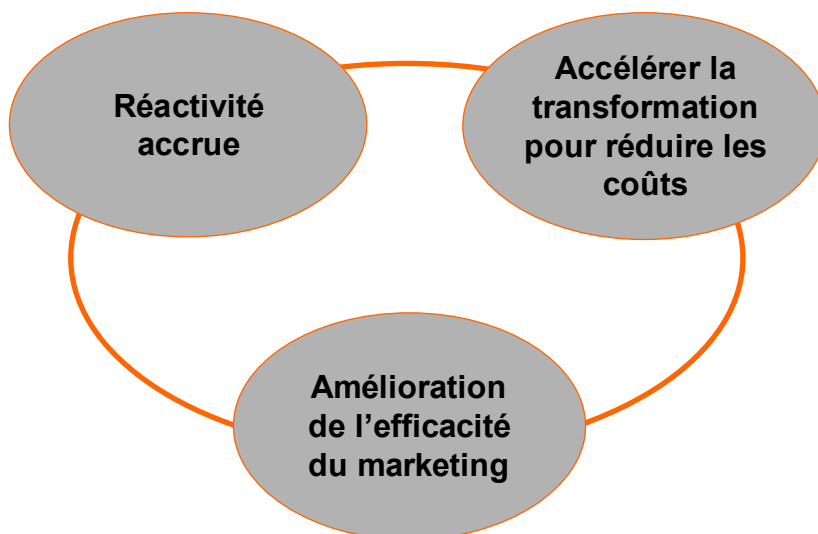 Réactivité
accrue
Accélérer la
transformation
pour réduire les
coûts
Amélioration
de l’efficacité
du marketing